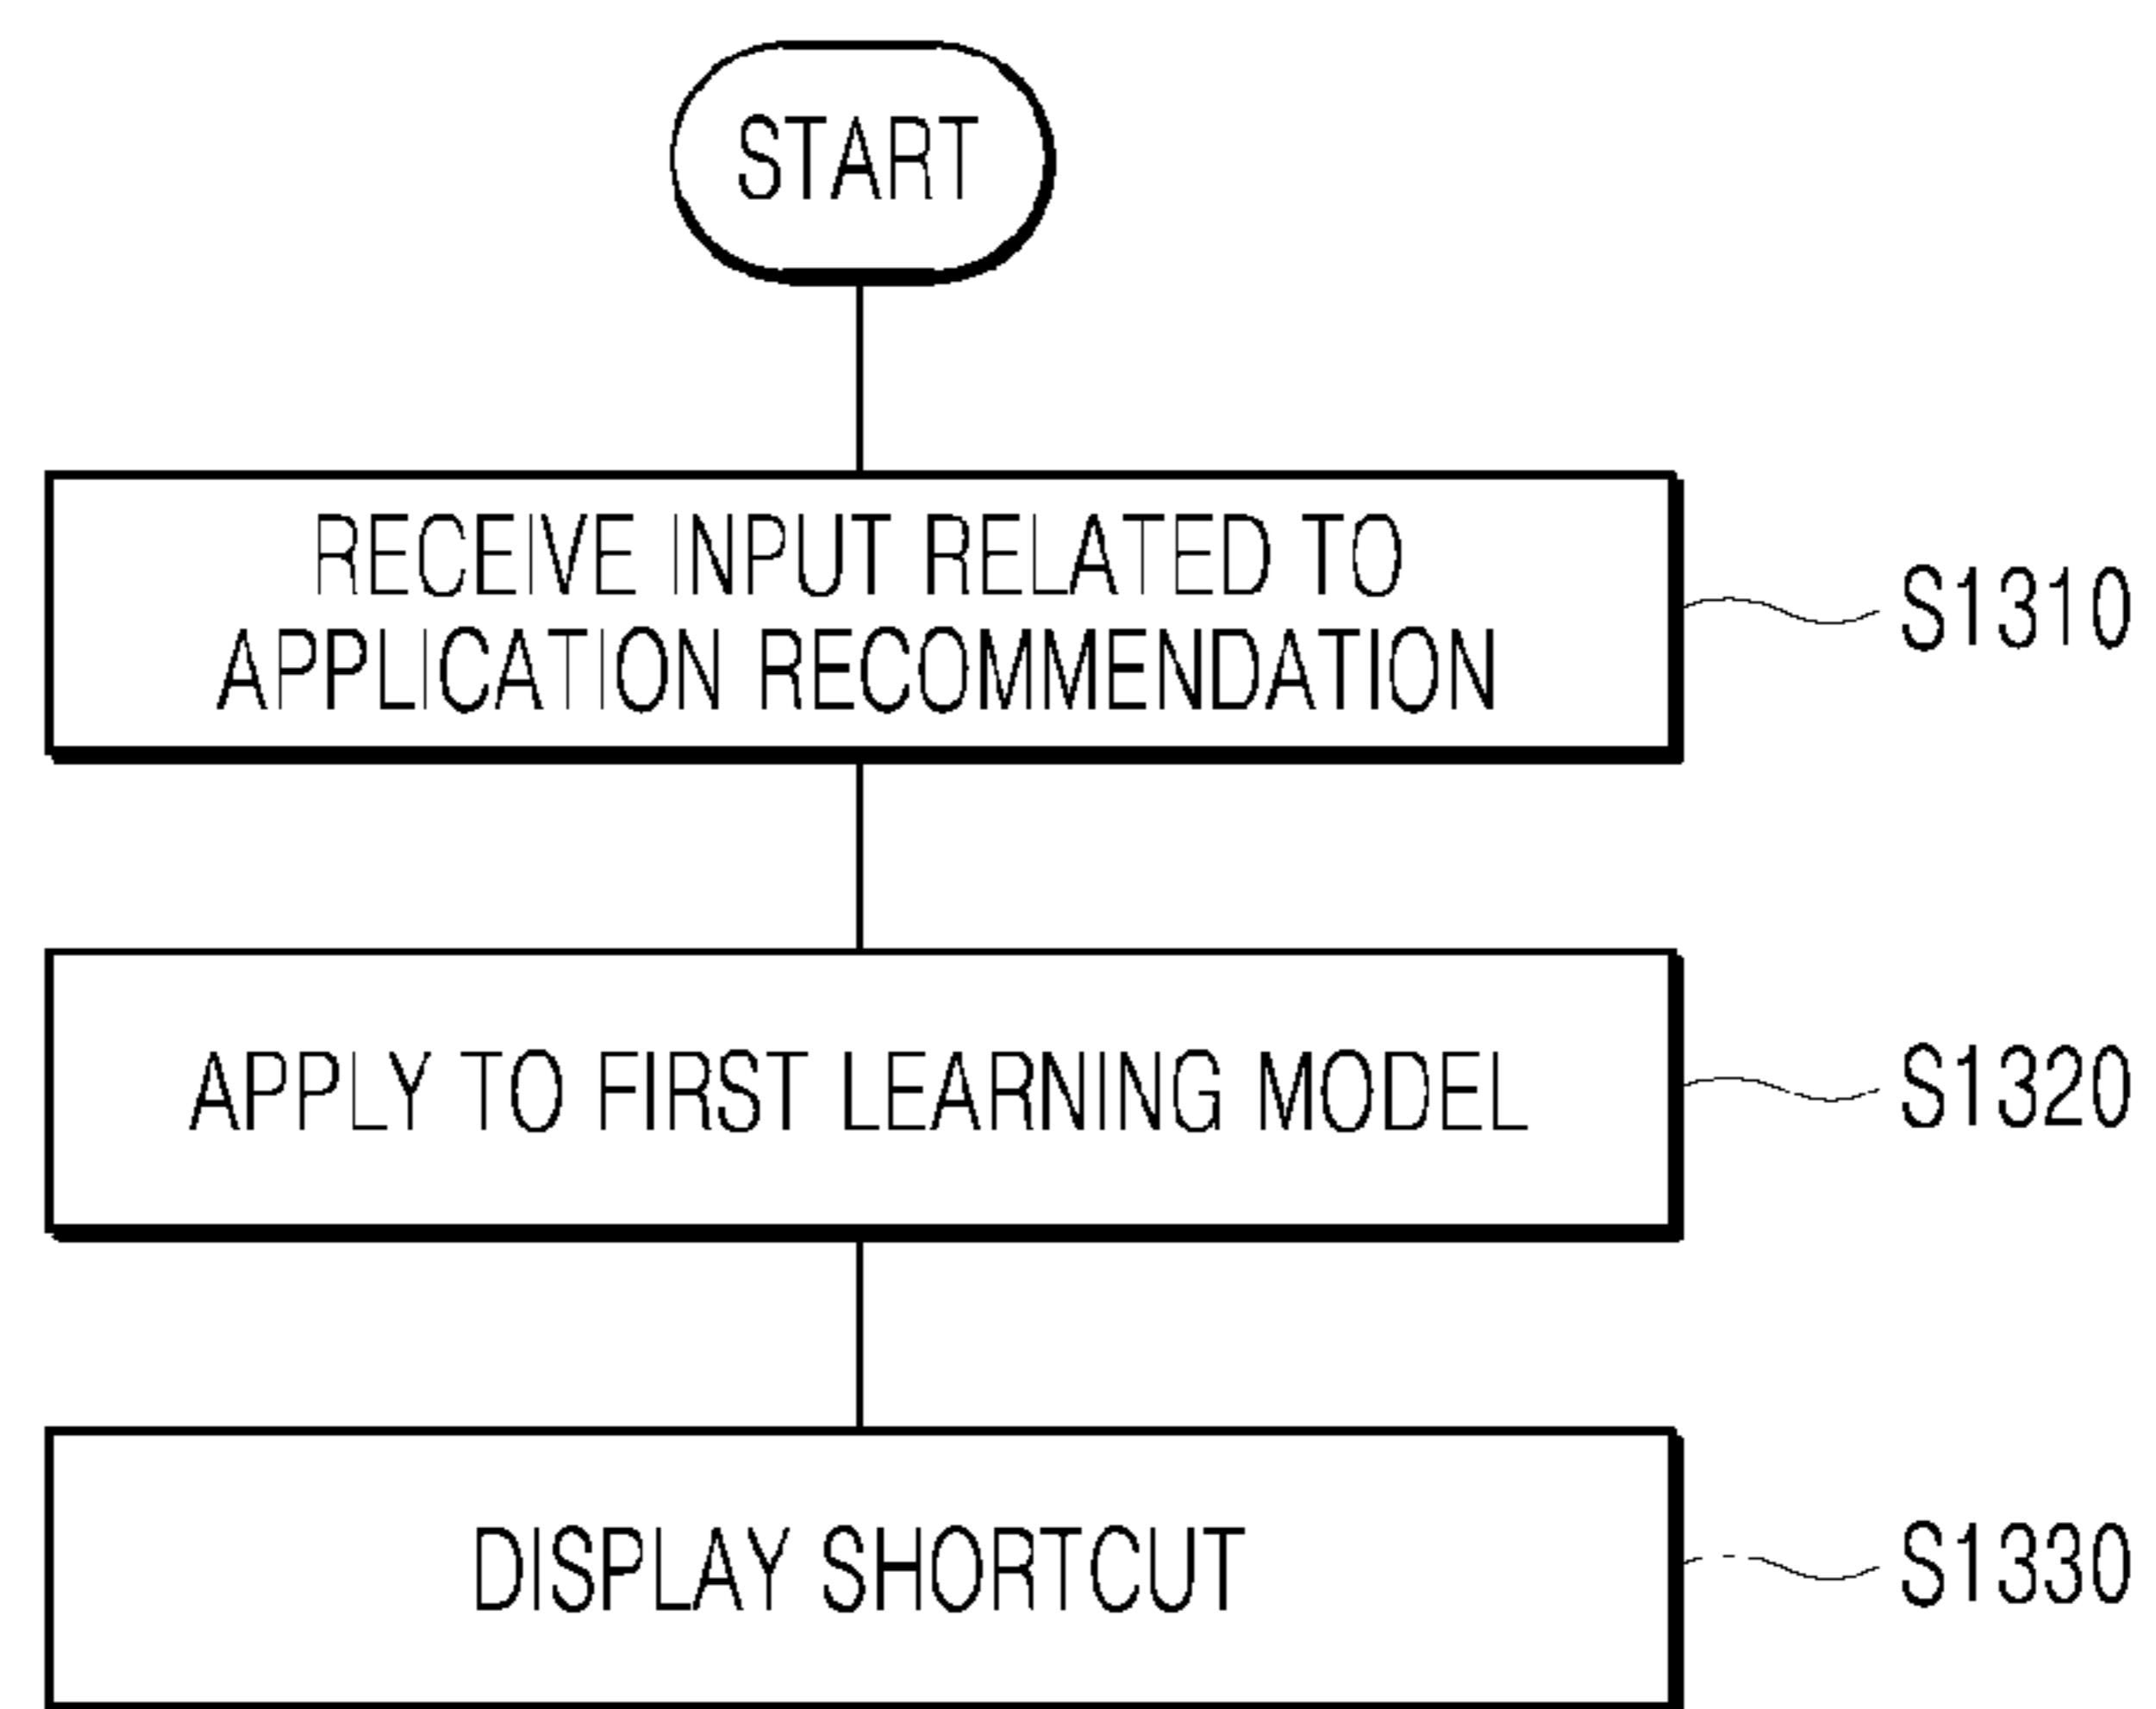 START
RECEIVE INPUT RELATED TO
APPLICATION RECOMMENDATION
S1310
APPLY TO FIRST LEARNING MODEL
S1320
DISPLAY SHORTCUT
S1330